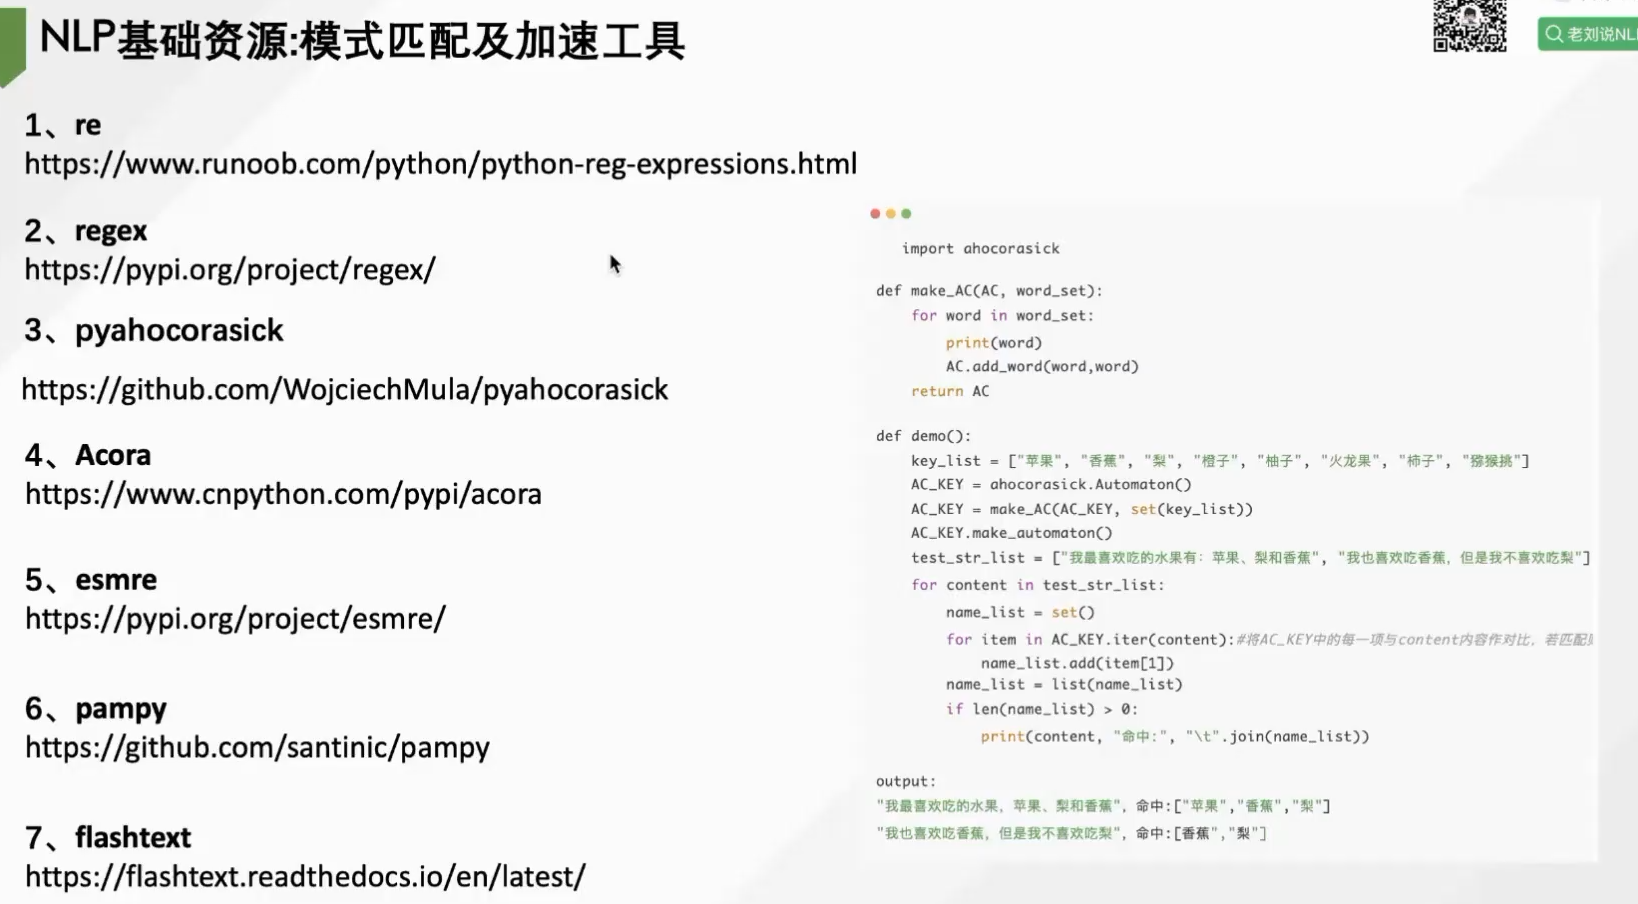 NLP基础资源:模式匹配及加速工具
老刘说NL
1、re
https://www.runoob.com/python/python-reg-expressions.html
2、regex
https://pypi.org/project/regex/
3、pyahocorasick
https://github.com/WojciechMula/pyahocorasick
4、Acora
https://www.cnpython.com/pypi/acora
5、esmre
https://pypi.org/project/esmre/
6、pampy
https://github.com/santinic/pampy
7、flashtext
https://flashtext.readthedocs.io/en/latest/
import ahocorasick
def make_AC(AC, word_set):
for word in word_set:
print(word)
AC.add_word(word,word)
return AC
def demo():
key_list = ["苹果", "香蕉", "梨", "橙子", "柚子", "火龙果", "柿子", "猕猴挑"]
AC_KEY = ahocorasick.Automaton()
AC_KEY = make_AC(AC_KEY, set(key_list))
AC_KEY.make_automaton()
test_str_list = ["我最喜欢吃的水果有：苹果、梨和香蕉", "我也喜欢吃香蕉，但是我不喜欢吃梨"]
for content in test_str_list:
name_list = set()
for item in AC_KEY.iter(content):#将AC_KEY中的每一项与content内容作对比，若匹配
name_list.add(item[1])
name_list = list(name_list)
if len(name_list) > 0:
print(content, "命中:", "\t".join(name_list))
output:
"我最喜欢吃的水果，苹果、梨和香蕉", 命中:["苹果","香蕉","梨"]
"我也喜欢吃香蕉，但是我不喜欢吃梨", 命中:[香蕉","梨"]